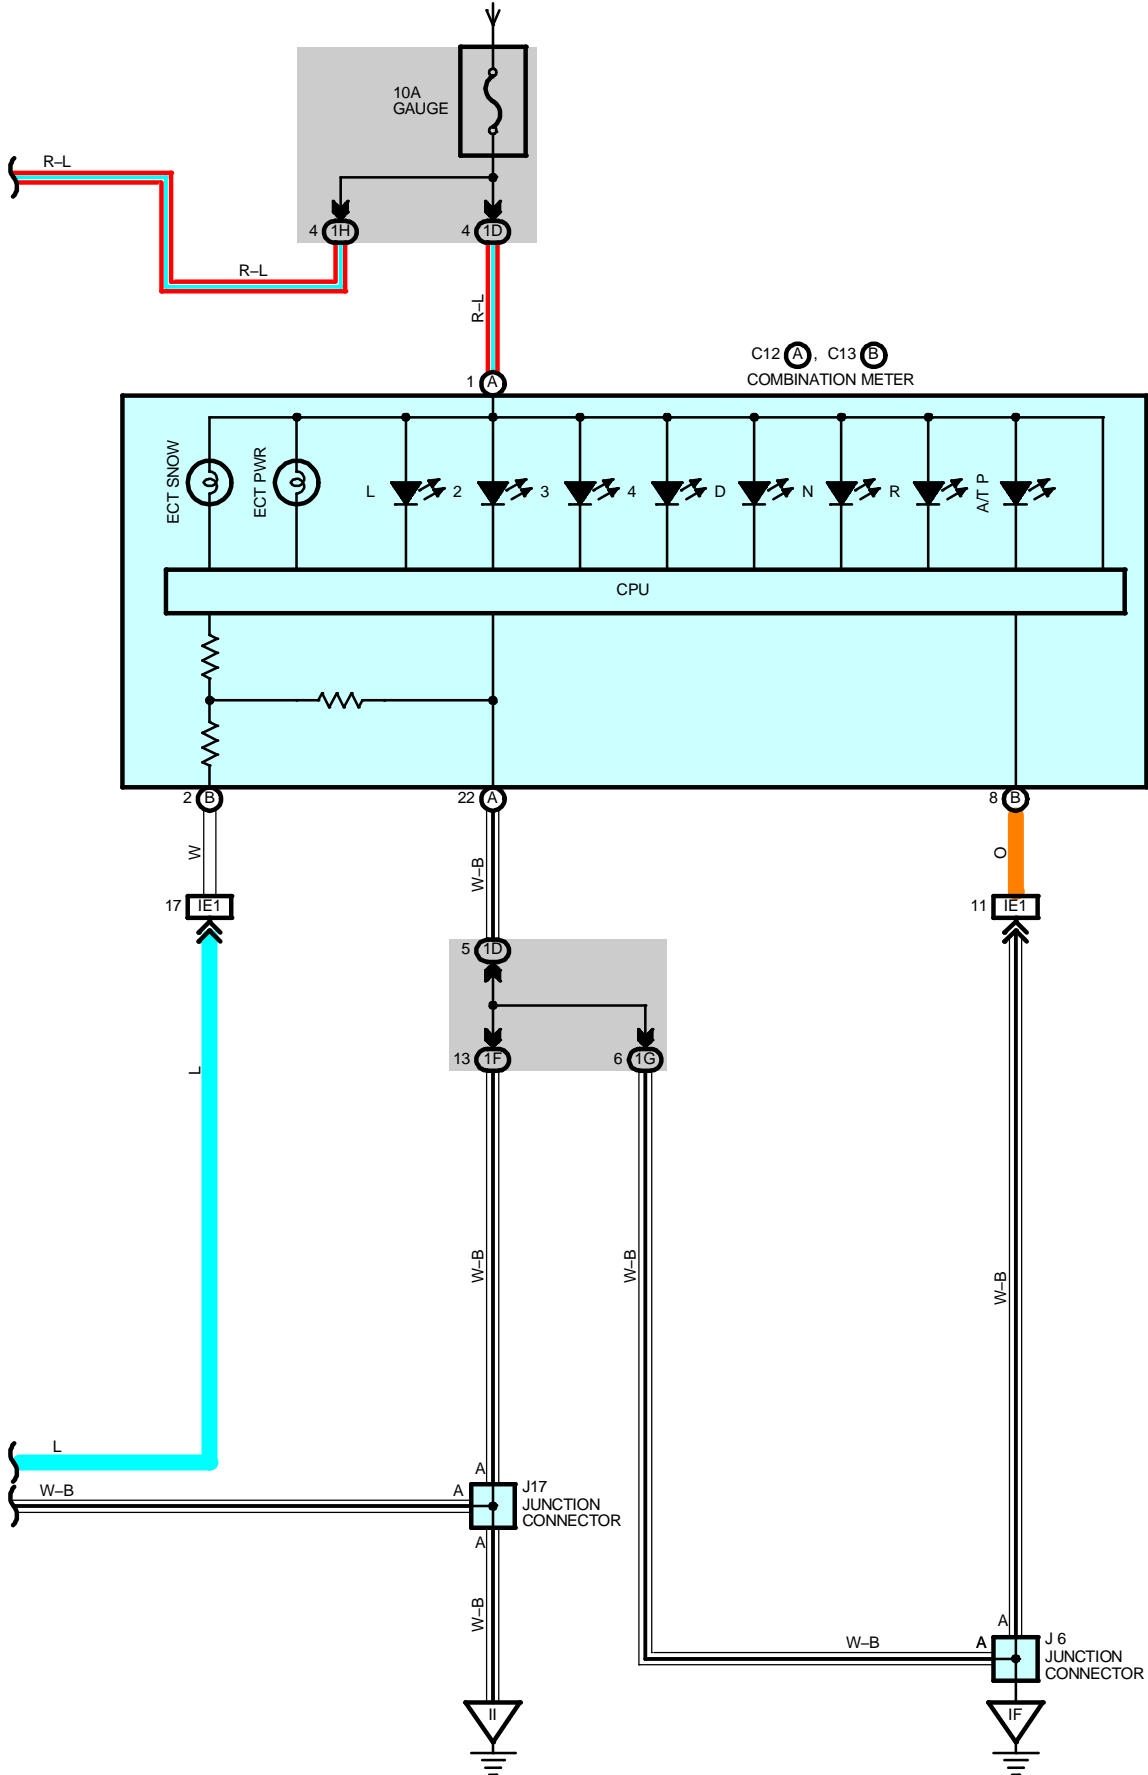 10A
GAUGE
R–L
4 1H
4 1D
R–L
R–L
C12 A, C13 B
COMBINATION METER
1 A
ECT SNOW
ECT PWR
L
2
3
4
D
N
R
A/T P
CPU
2 B
22 A
8 B
W
W–B
O
17 IE1
11 IE1
5 1D
13 1F
6 1G
L
W–B
W–B
W–B
L
W–B
A
A
J17
JUNCTION
CONNECTOR
A
W–B
W–B
A
A
J 6
JUNCTION
CONNECTOR
II
IF